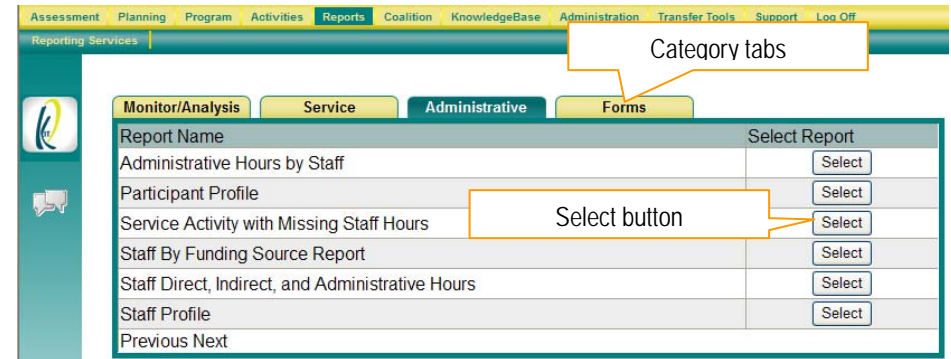 Assessment Planning Program Activities Reports Coalition KnowledgeBase Administration Transfer Tools Support Log Off
Reporting Services
Category tabs
Monitor/Analysis Service Administrative Forms
Report Name Select Report
Administrative Hours by Staff Select
Participant Profile Select
Service Activity with Missing Staff Hours Select button Select
Staff By Funding Source Report Select
Staff Direct, Indirect, and Administrative Hours Select
Staff Profile Select
Previous Next